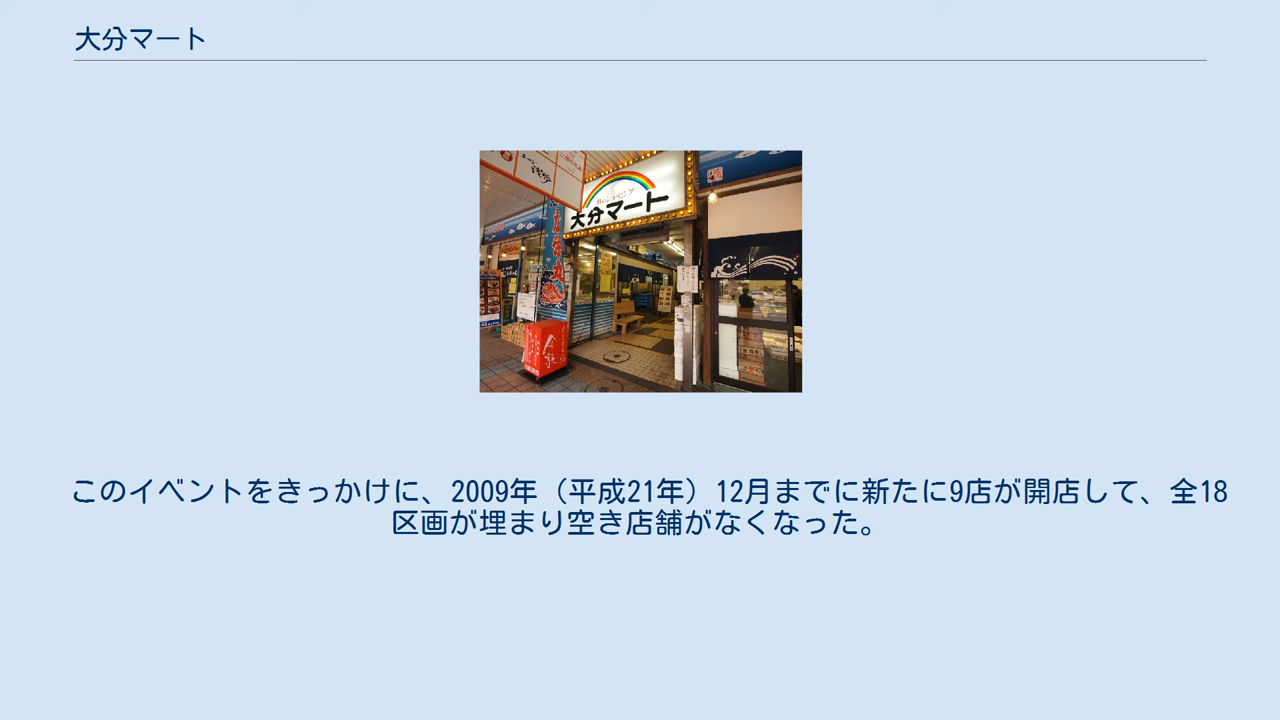 大分マート
大分マート
このイベントをきっかけに、2009年（平成21年）12月までに新たに9店が開店して、全18
区画が埋まり空き店舗がなくなった。